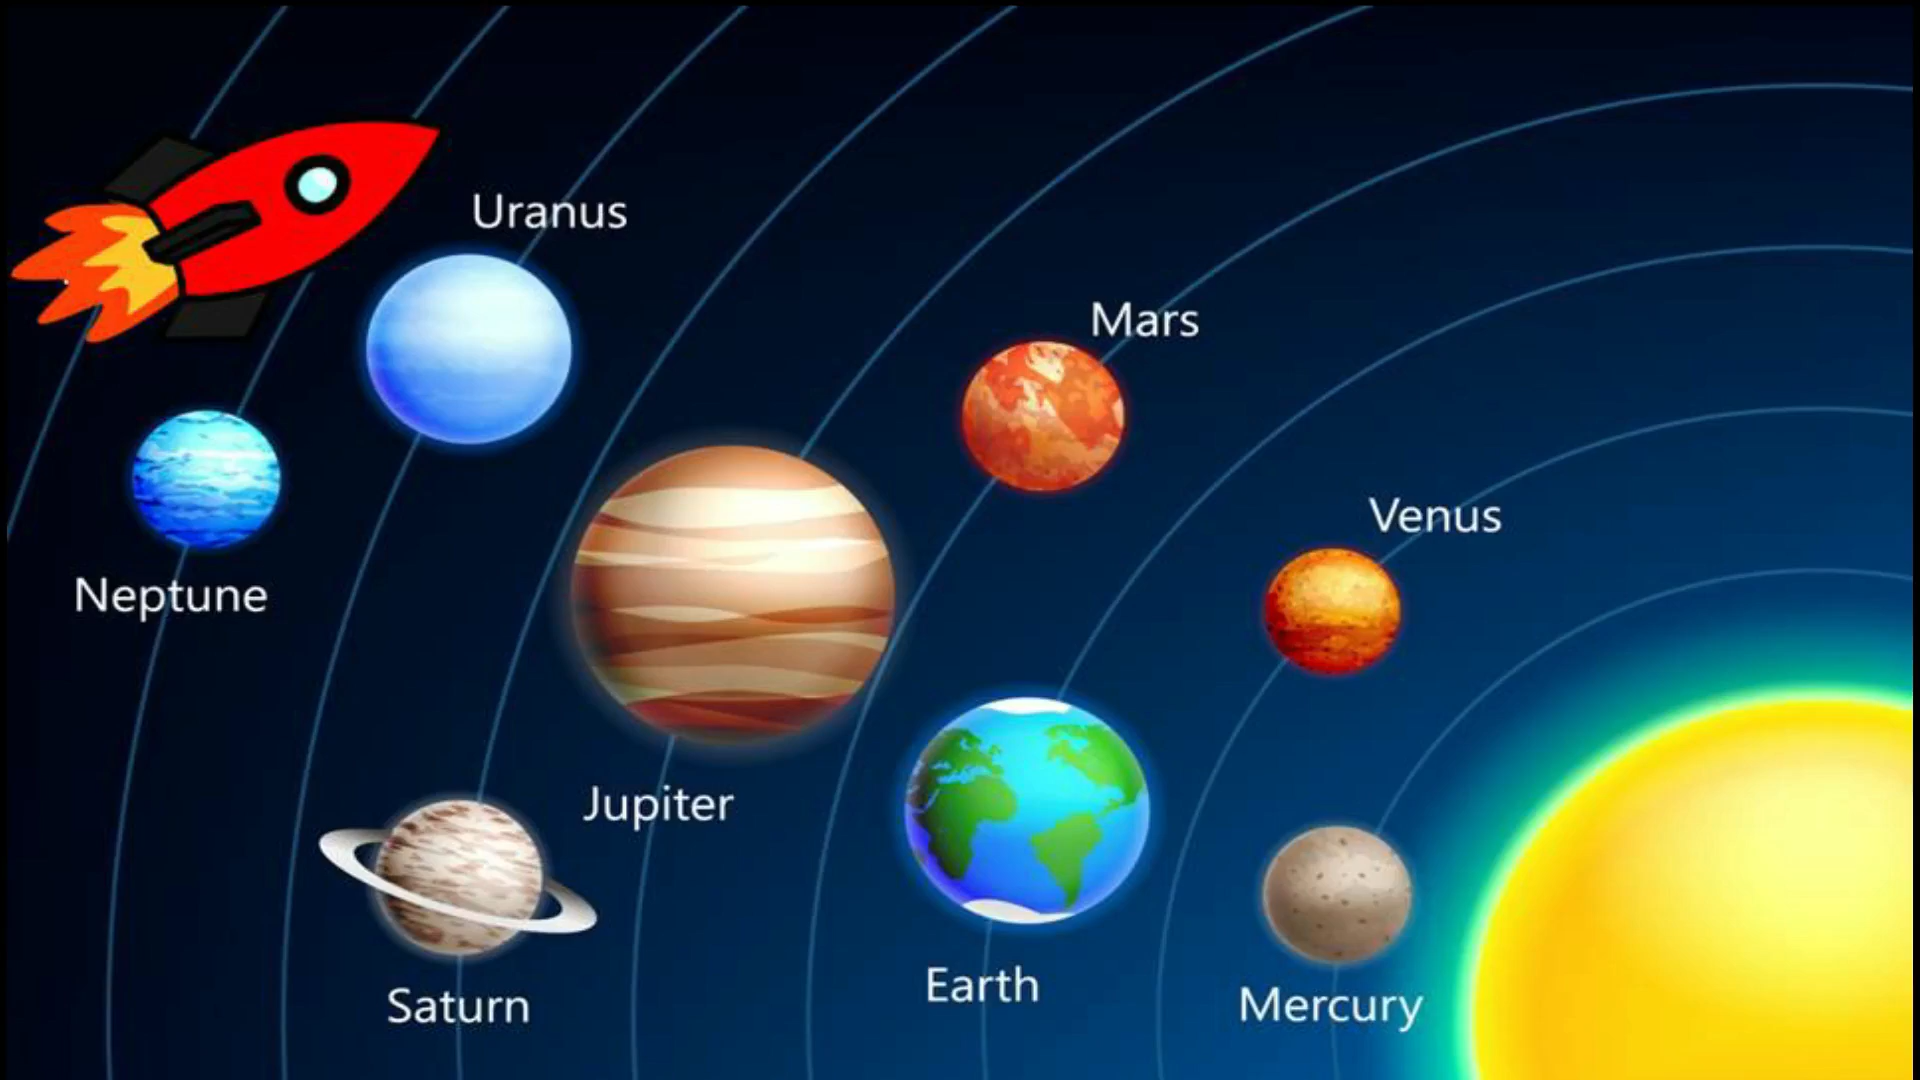 Uranus
Mars
Venus
Neptune
Jupiter
Earth
Saturn
Mercury